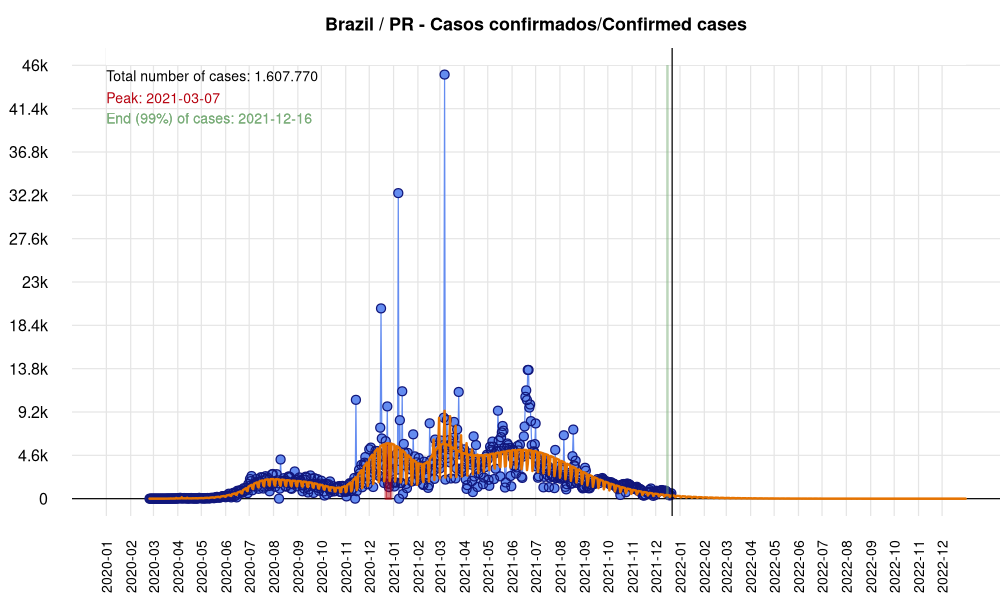 Brazil / PR - Casos confirmados/Confirmed cases
Total number of cases: 1.607.770
Peak: 2021-03-07
End (99%) of cases: 2021-12-16
46k
41.4k
36.8k
32.2k
27.6k
23k
18.4k
13.8k
9.2k
4.6k
0
2020-01
2020-02
2020-03
2020-04
2020-05
2020-06
2020-07
2020-08
2020-09
2020-10
2020-11
2020-12
2021-01
2021-02
2021-03
2021-04
2021-05
2021-06
2021-07
2021-08
2021-09
2021-10
2021-11
2021-12
2022-01
2022-02
2022-03
2022-04
2022-05
2022-06
2022-07
2022-08
2022-09
2022-10
2022-11
2022-12